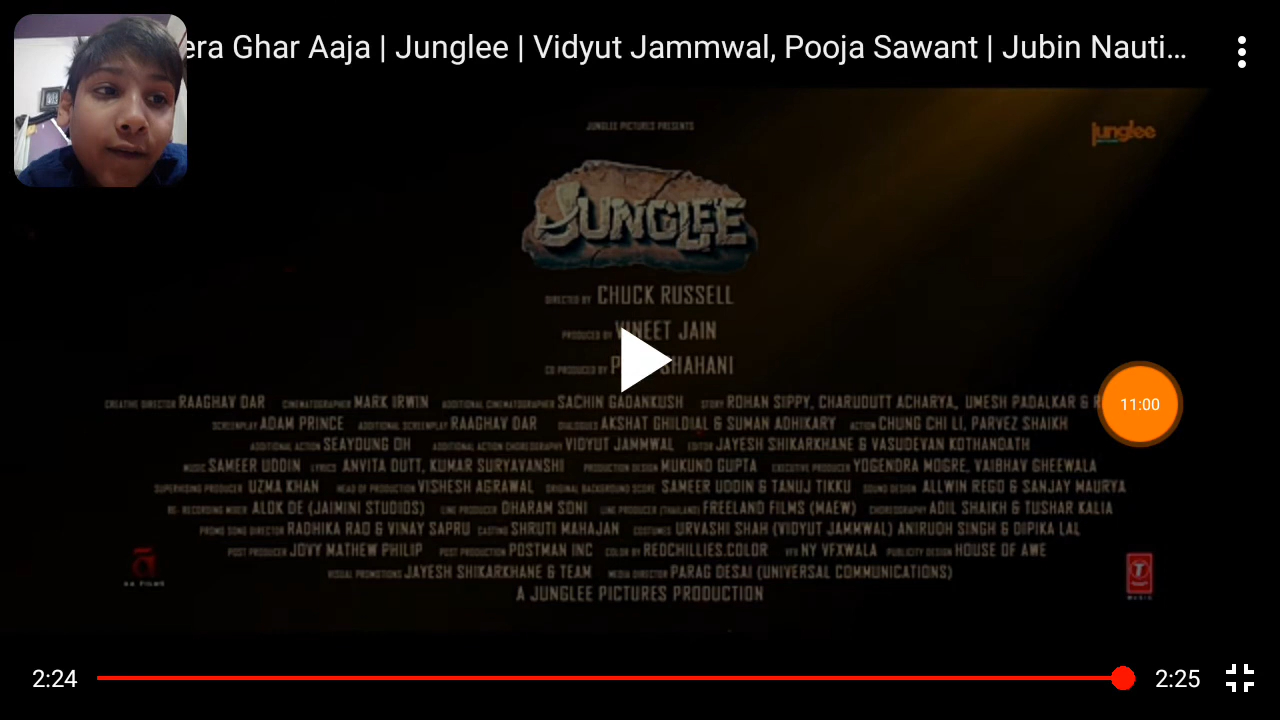 era Ghar Aaja | Junglee | Vidyut Jammwal, Pooja Sawant | Jubin Nauti...
JUNGLEE PICTURES PRESENTS
junglee
JUNGLEE
DIRECTED BY CHUCK RUSSELL
PRODUCED BY VINEET JAIN
CO PRODUCED BY P SHAHANI
11:00
CREATIVE DIRECTOR RAAGHAV DAR CINEMATOGRAPHER MARK IRWIN ADDITIONAL CINEMATOGRAPHER SACHIN GADANKUSH STORY ROHAN SIPPY, CHARUDUTT ACHARYA, UMESH PADALKAR & R
SCREENPLAY ADAM PRINCE ADDITIONAL SCREENPLAY RAAGHAV DAR DIALOGUES AKSHAT GHILDIAL & SUMAN ADHIKARY ACTION CHUNG CHI LI, PARVEZ SHAIKH
ADDITIONAL ACTION SEAYOUNG OH ADDITIONAL ACTION CHOREOGRAPHY VIDYUT JAMMWAL EDITOR JAYESH SHIKARKHANE & VASUDEVAN KOTHANDATH
MUSIC SAMEER UDDIN LYRICS ANVITA DUTT, KUMAR SURYAVANSHI PRODUCTION DESIGN MUKUND GUPTA EXECUTIVE PRODUCER YOGENDRA MOGRE, VAIBHAV GHEEWALA
SUPERVISING PRODUCER UZMA KHAN HEAD OF PRODUCTION VISHESH AGRAWAL ORIGINAL BACKGROUND SCORE SAMEER UDDIN & TANUJ TIKKU SOUND DESIGN ALLWIN REGO & SANJAY MAURYA
RE- RECORDING MIXER ALOK DE (JAIMINI STUDIOS) LINE PRODUCER DHARAM SONI LINE PRODUCER (THAILAND) FREELAND FILMS (MAEW) CHOREOGRAPHY ADIL SHAIKH & TUSHAR KALIA
PROMO SONG DIRECTOR RADHIKA RAO & VINAY SAPRU CASTING SHRUTI MAHAJAN COSTUMES URVASHI SHAH (VIDYUT JAMMWAL) ANIRUDH SINGH & DIPIKA LAL
POST PRODUCER JOVY MATHEW PHILIP POST PRODUCTION POSTMAN INC COLOR BY REDCHILLIES.COLOR VFX NY VFXWALA PUBLICITY DESIGN HOUSE OF AWE
VISUAL PROMOTIONS JAYESH SHIKARKHANE & TEAM MEDIA DIRECTOR PARAG DESAI (UNIVERSAL COMMUNICATIONS)
A JUNGLEE PICTURES PRODUCTION
T
MUSIC
2:24
2:25